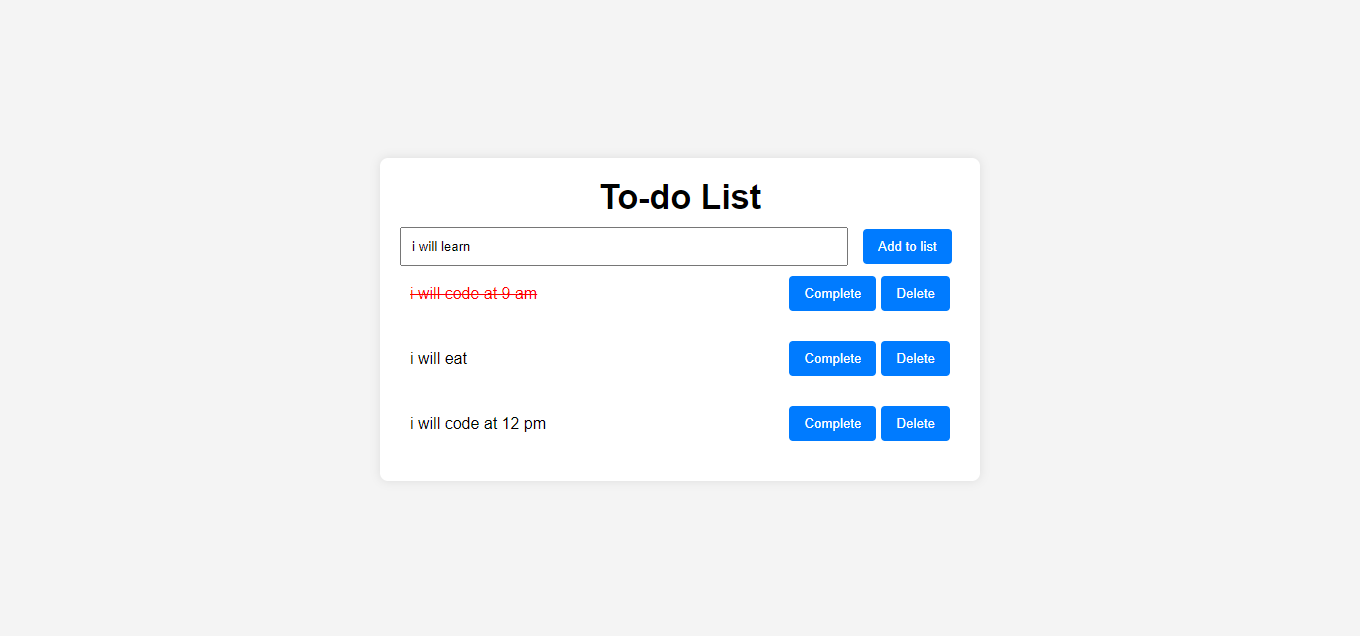 To-do List
i will learn Add to list
i will code at 9 am Complete Delete
i will eat Complete Delete
i will code at 12 pm Complete Delete